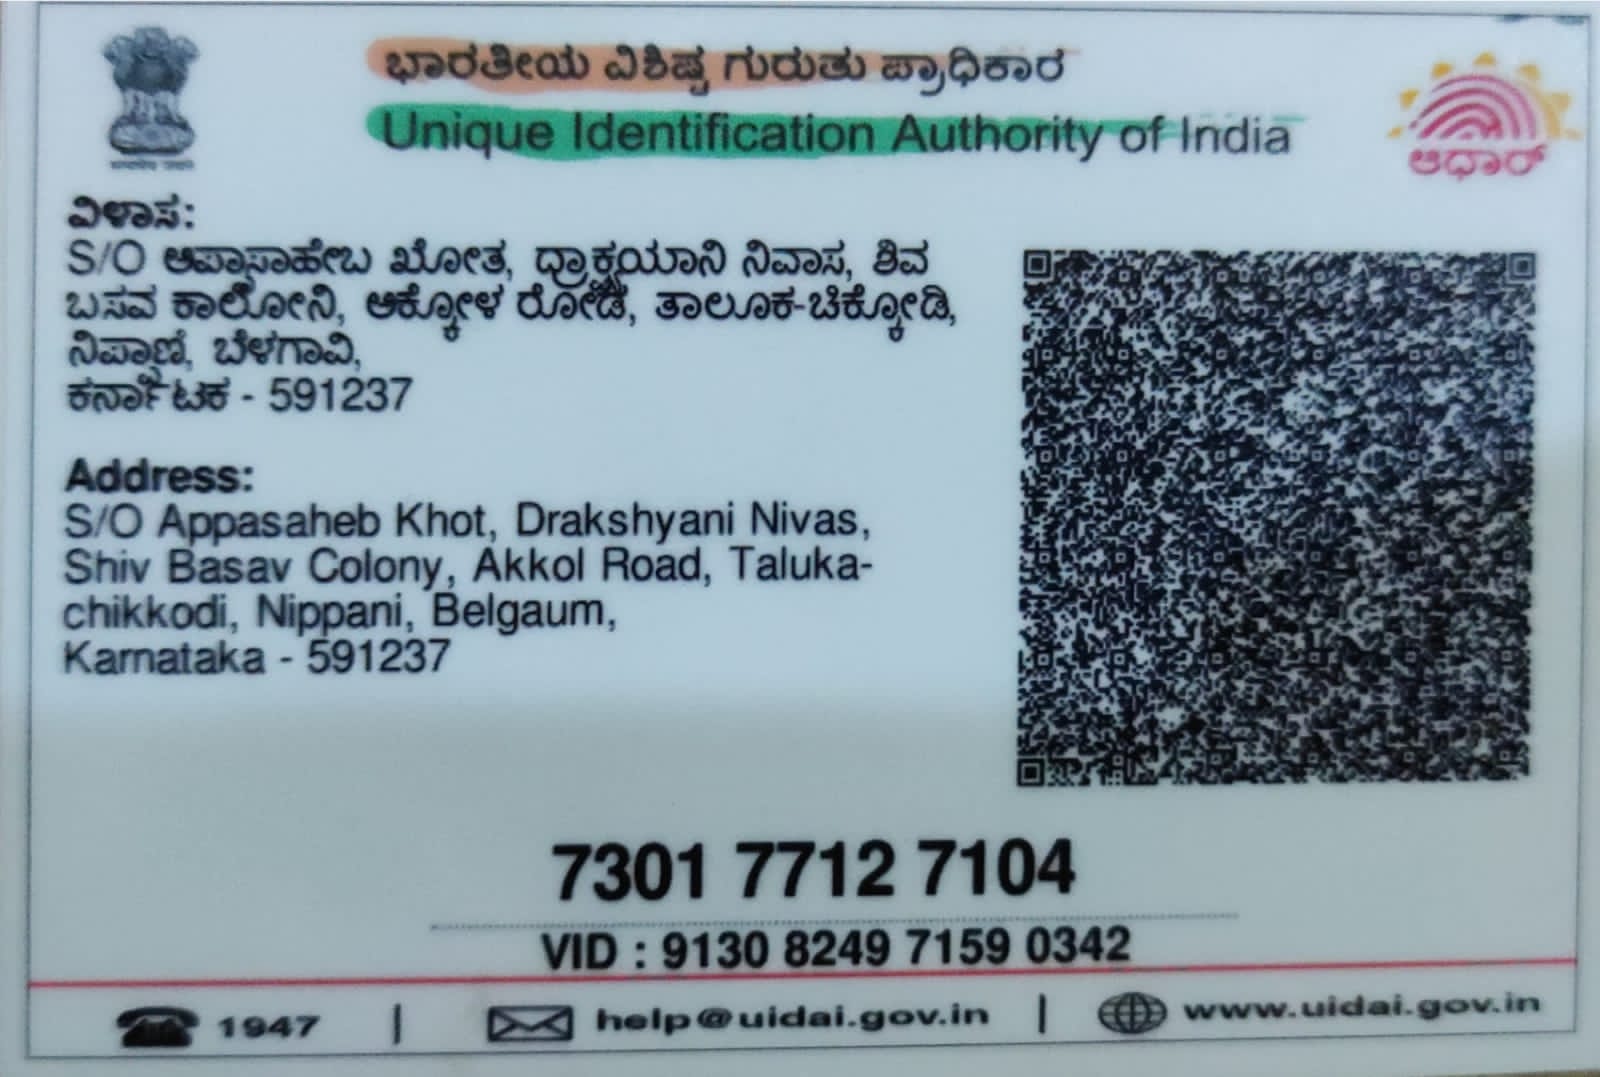 ಭಾರತೀಯ ವಿಶಿಷ್ಟ ಗುರುತು ಪ್ರಾಧಿಕಾರ
Unique Identification Authority of India
ಆಧಾರ್
ವಿಳಾಸ:
S/O ಅಪ್ಪಾಸಾಹೇಬ ಖೋತ, ಧ್ರಾಕ್ಷಯಾನಿ ನಿವಾಸ, ಶಿವ
ಬಸವ ಕಾಲೋನಿ, ಆಕ್ಕೋಳ ರೋಡ, ತಾಲೂಕ-ಚಿಕ್ಕೋಡಿ,
ನಿಪ್ಪಾಣಿ, ಬೆಳಗಾವಿ,
ಕರ್ನಾಟಕ - 591237
Address:
S/O Appasaheb Khot, Drakshyani Nivas,
Shiv Basav Colony, Akkol Road, Taluka-
chikkodi, Nippani, Belgaum,
Karnataka - 591237
7301 7712 7104
VID : 9130 8249 7159 0342
1947 | help@uidai.gov.in | www.uidai.gov.in